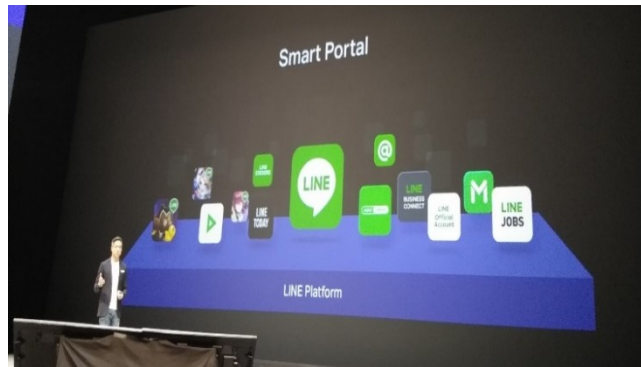 Smart Portal
LINE
@
LINE
TODAY
LINE
BUSINESS
CONNECT
LINE
Official
Account
M
LINE
JOBS
LINE Platform